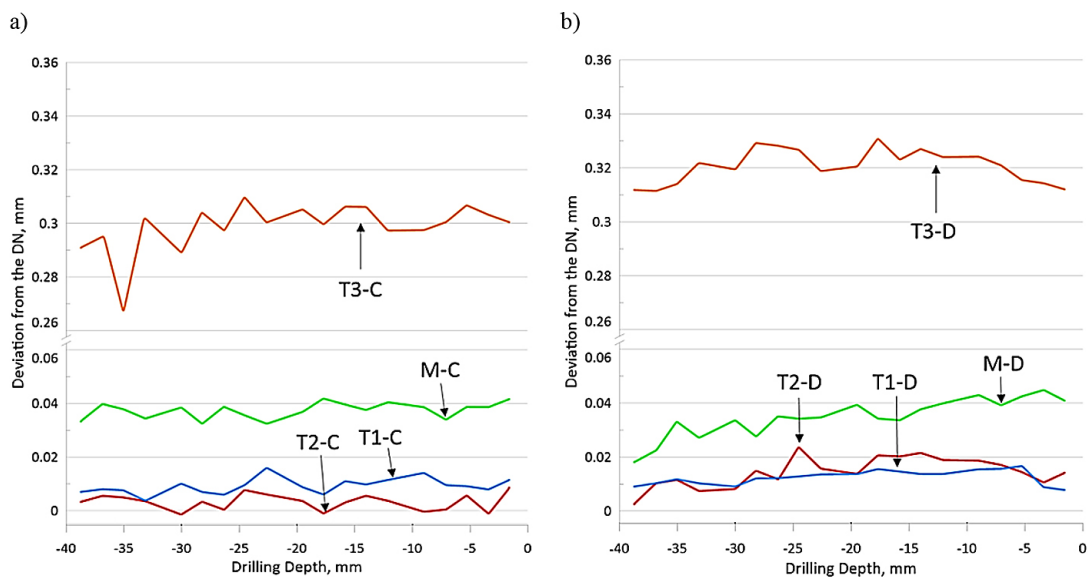 a)
0.36
0.34
0.32
0.3
0.28
0.26
0.06
0.04
0.02
0
Deviation from the DN, mm
T3-C
M-C
T2-C
T1-C
-40 -35 -30 -25 -20 -15 -10 -5 0
Drilling Depth, mm
b)
0.36
0.34
0.32
0.3
0.28
0.26
0.06
0.04
0.02
0
Deviation from the DN, mm
T3-D
T2-D T1-D M-D
-40 -35 -30 -25 -20 -15 -10 -5 0
Drilling Depth, mm